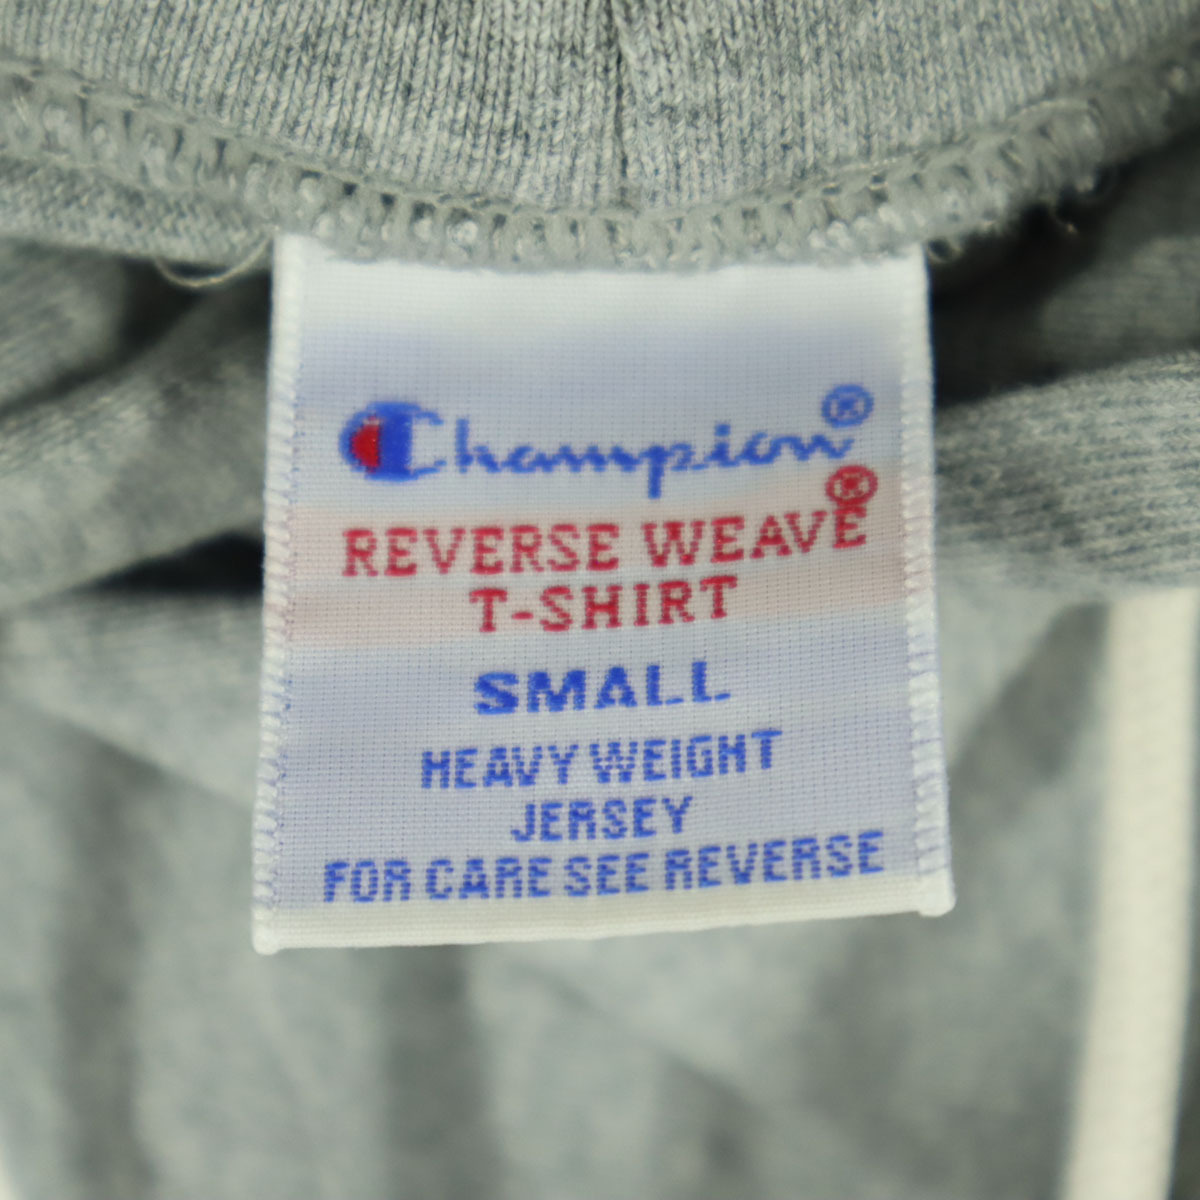 Champion®
REVERSE WEAVE®
T-SHIRT
SMALL
HEAVY WEIGHT
JERSEY
FOR CARE SEE REVERSE